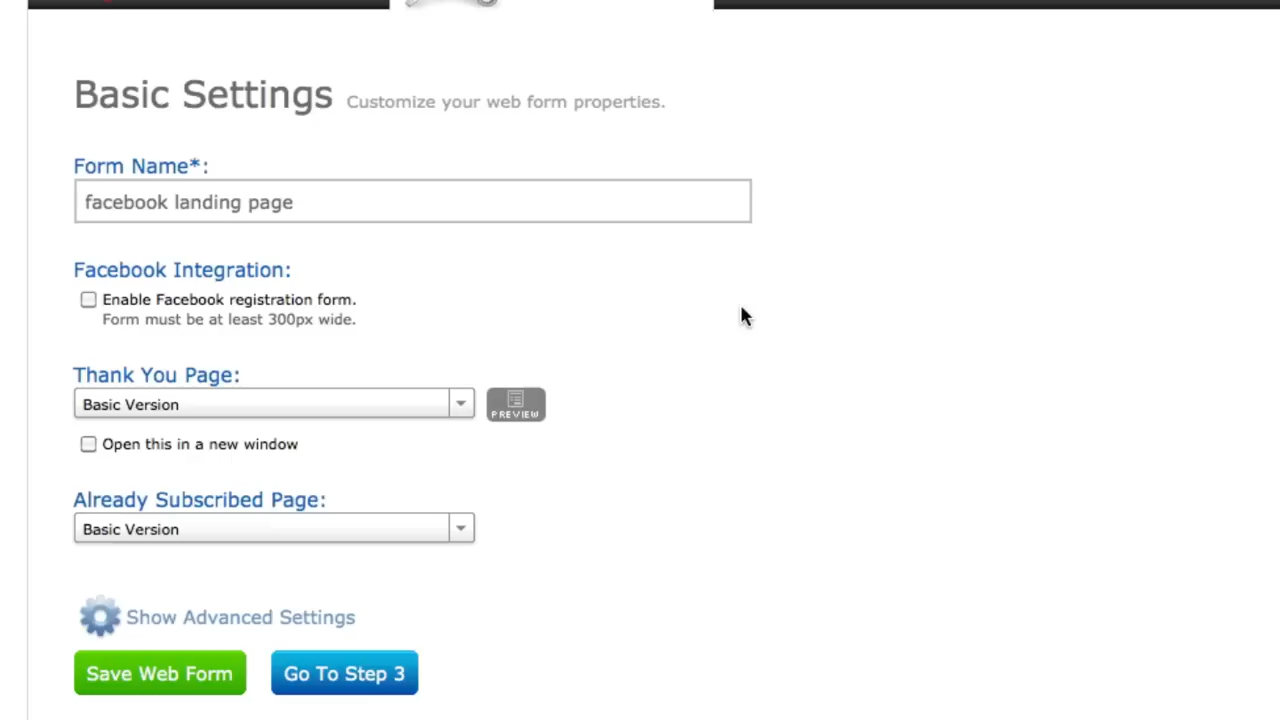 Basic Settings Customize your web form properties.
Form Name*:
facebook landing page
Facebook Integration:
Enable Facebook registration form.
Form must be at least 300px wide.
Thank You Page:
Basic Version
PREVIEW
Open this in a new window
Already Subscribed Page:
Basic Version
Show Advanced Settings
Save Web Form Go To Step 3